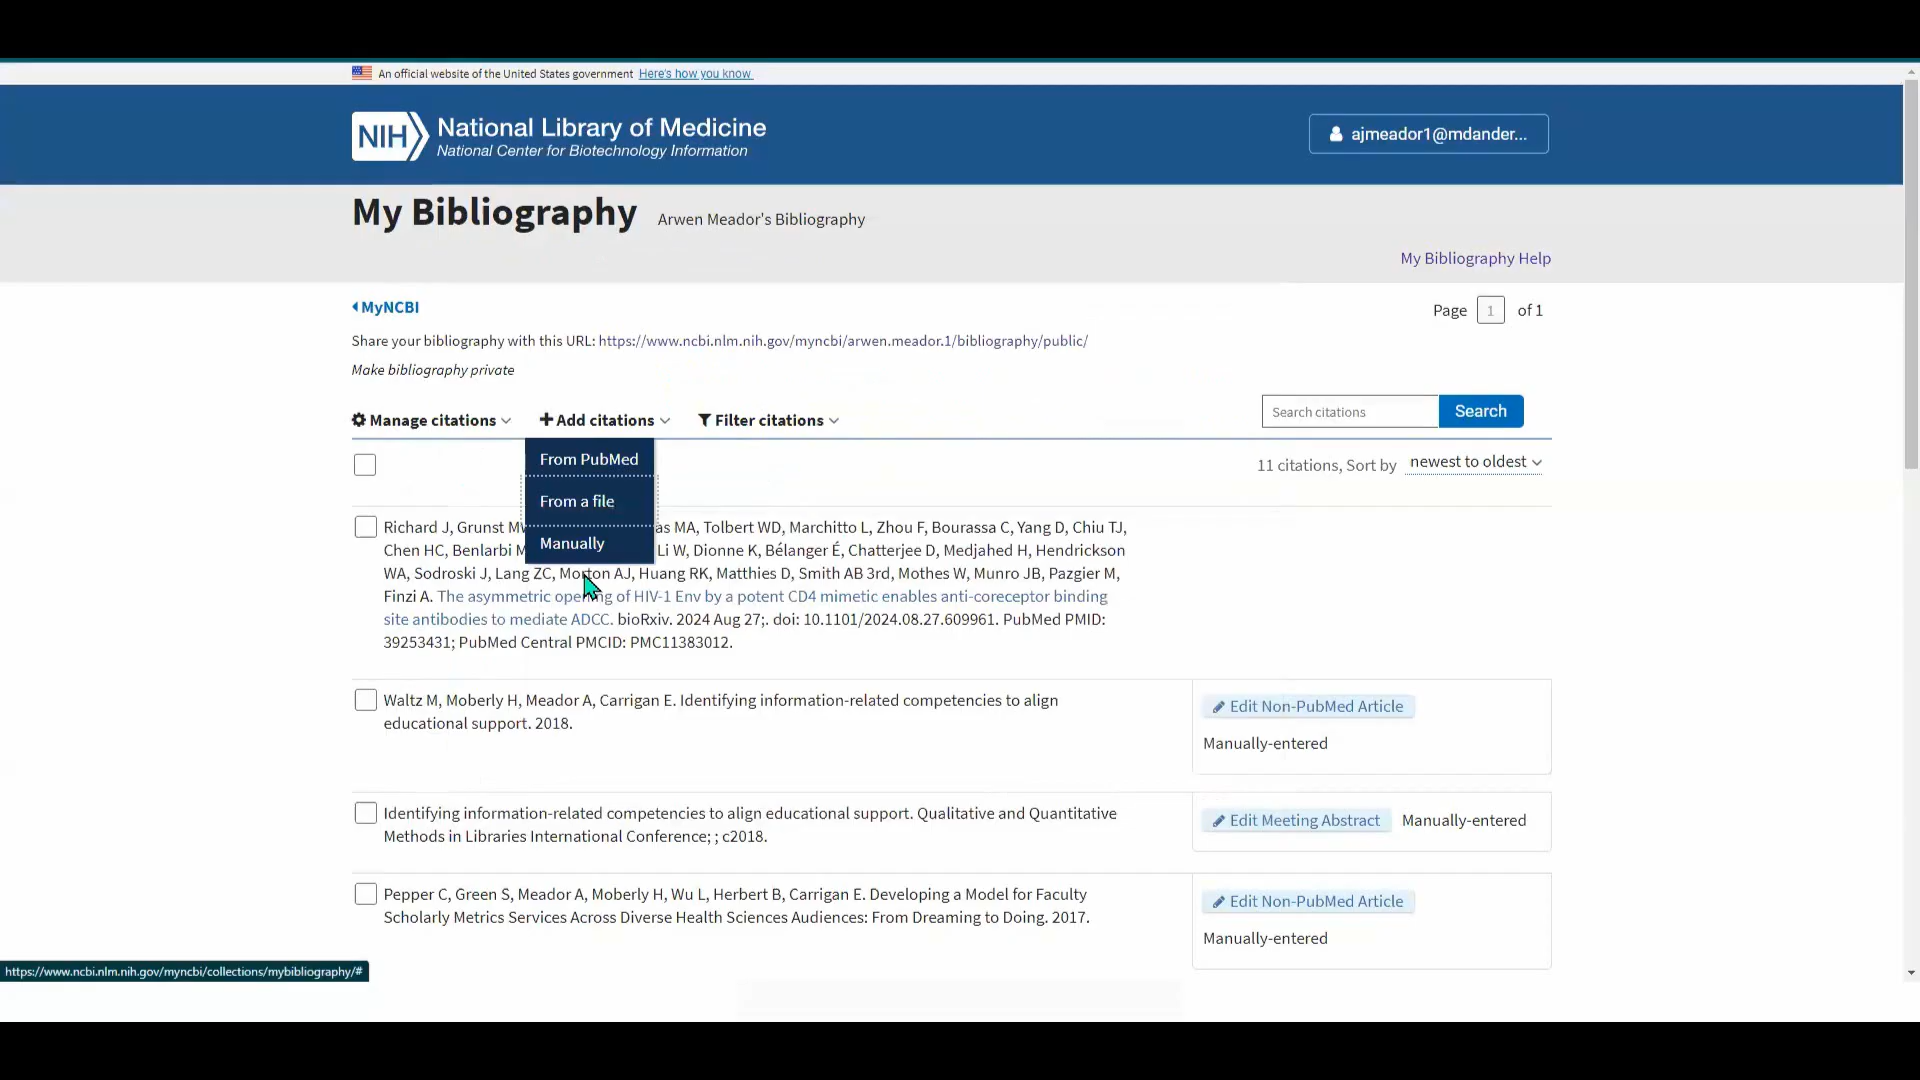 An official website of the United States government Here's how you know
NIH National Library of Medicine
National Center for Biotechnology Information
ajmeador1@mdander...
My Bibliography Arwen Meador's Bibliography
My Bibliography Help
MyNCBI
Page 1 of 1
Share your bibliography with this URL: https://www.ncbi.nlm.nih.gov/myncbi/arwen.meador.1/bibliography/public/
Make bibliography private
Manage citations Add citations Filter citations
Search citations Search
From PubMed
From a file
Manually
11 citations, Sort by newest to oldest
Richard J, Grunst MA, Tolbert WD, Marchitto L, Zhou F, Bourassa C, Yang D, Chiu TJ,
Chen HC, Benlarbi Li W, Dionne K, Bélanger É, Chatterjee D, Medjahed H, Hendrickson
WA, Sodroski J, Lang ZC, Morton AJ, Huang RK, Matthies D, Smith AB 3rd, Mothes W, Munro JB, Pazgier M,
Finzi A. The asymmetric opening of HIV-1 Env by a potent CD4 mimetic enables anti-coreceptor binding
site antibodies to mediate ADCC. bioRxiv. 2024 Aug 27;. doi: 10.1101/2024.08.27.609961. PubMed PMID:
39253431; PubMed Central PMCID: PMC11383012.
Waltz M, Moberly H, Meador A, Carrigan E. Identifying information-related competencies to align
educational support. 2018.
Edit Non-PubMed Article
Manually-entered
Identifying information-related competencies to align educational support. Qualitative and Quantitative
Methods in Libraries International Conference; ; c2018.
Edit Meeting Abstract Manually-entered
Pepper C, Green S, Meador A, Moberly H, Wu L, Herbert B, Carrigan E. Developing a Model for Faculty
Scholarly Metrics Services Across Diverse Health Sciences Audiences: From Dreaming to Doing. 2017.
Edit Non-PubMed Article
Manually-entered
https://www.ncbi.nlm.nih.gov/myncbi/collections/mybibliography/#